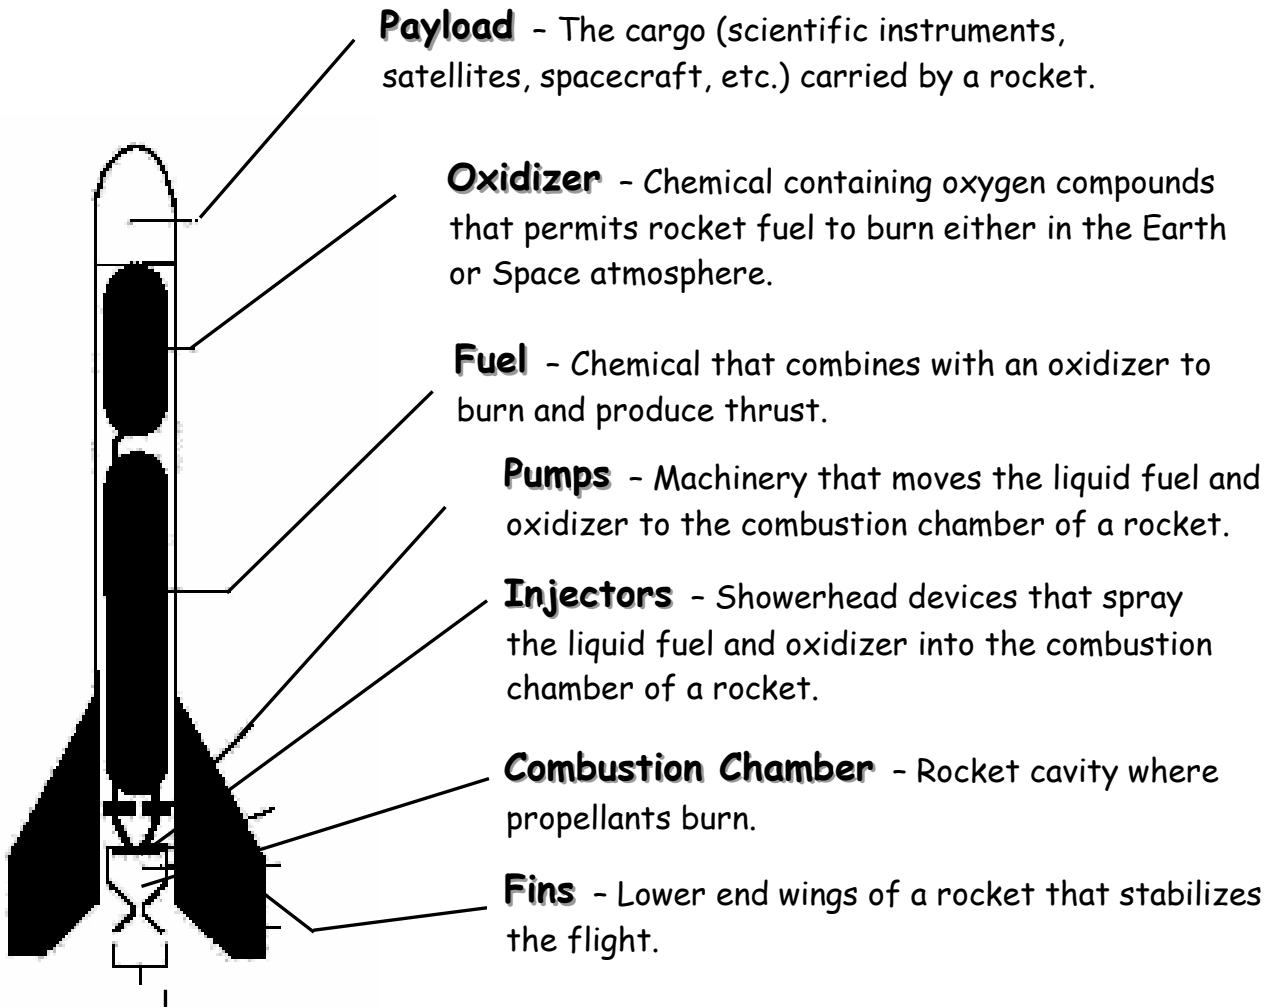 Payload – The cargo (scientific instruments,
satellites, spacecraft, etc.) carried by a rocket.
Oxidizer – Chemical containing oxygen compounds
that permits rocket fuel to burn either in the Earth
or Space atmosphere.
Fuel – Chemical that combines with an oxidizer to
burn and produce thrust.
Pumps – Machinery that moves the liquid fuel and
oxidizer to the combustion chamber of a rocket.
Injectors – Showerhead devices that spray
the liquid fuel and oxidizer into the combustion
chamber of a rocket.
Combustion Chamber – Rocket cavity where
propellants burn.
Fins – Lower end wings of a rocket that stabilizes
the flight.